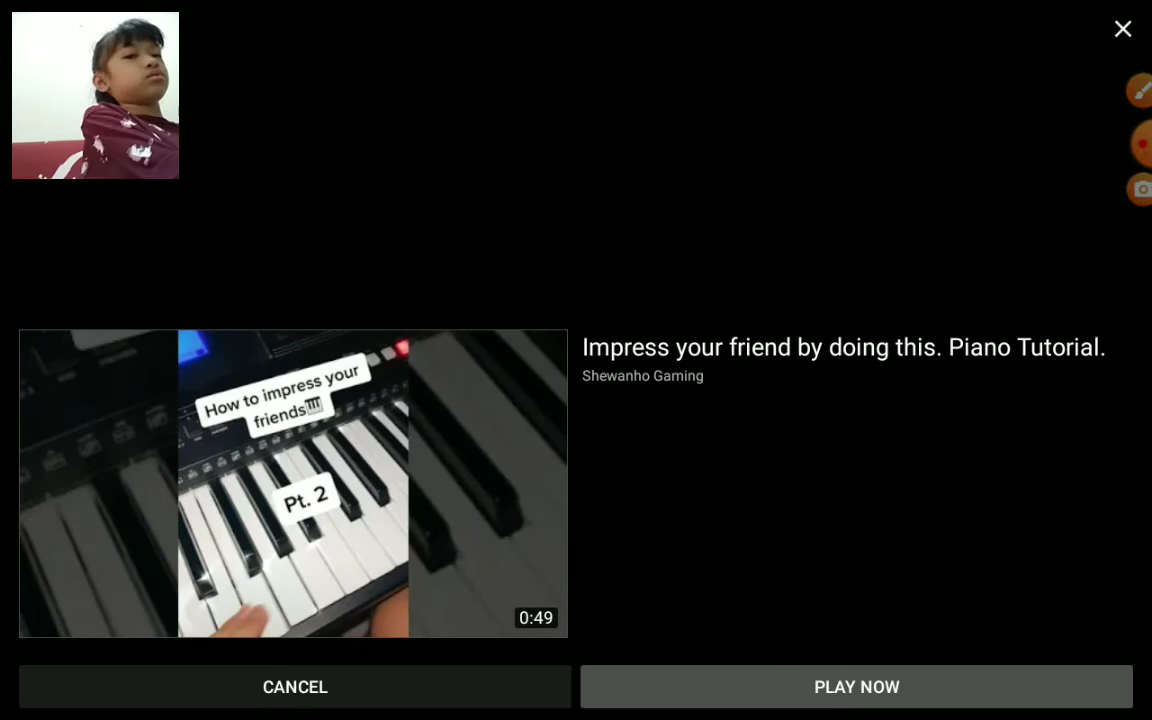 Impress your friend by doing this. Piano Tutorial.
Shewanho Gaming
How to impress your
friends🎹
Pt. 2
0:49
CANCEL
PLAY NOW